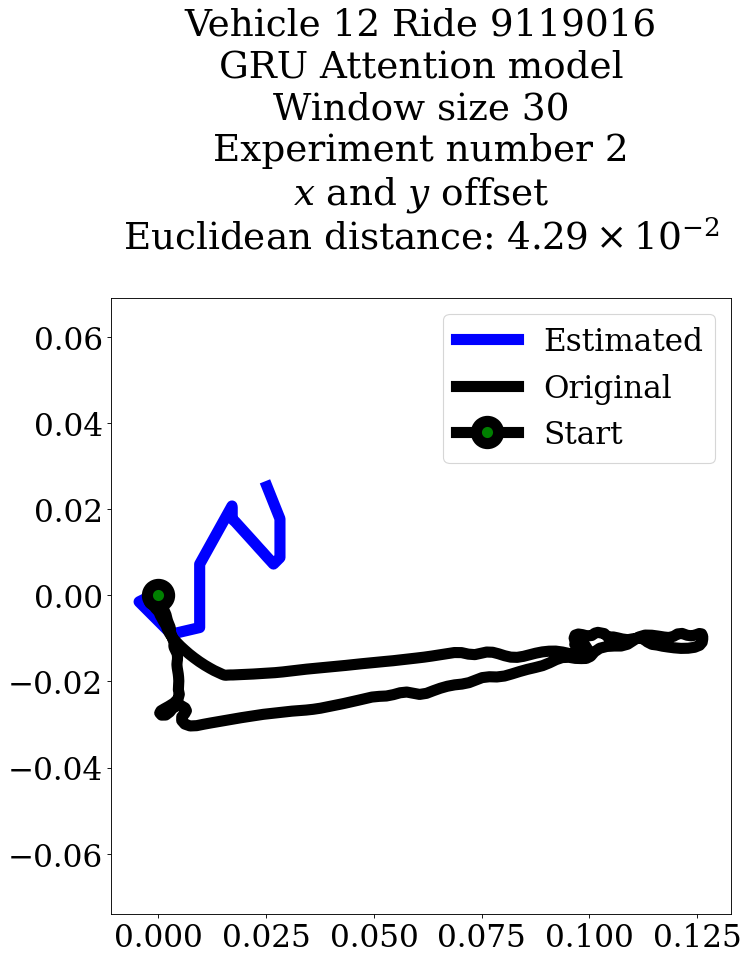 Vehicle 12 Ride 9119016
GRU Attention model
Window size 30
Experiment number 2
x and y offset
Euclidean distance: 4.29 × 10⁻²
Estimated
Original
Start
0.06
0.04
0.02
0.00
−0.02
−0.04
−0.06
0.000 0.025 0.050 0.075 0.100 0.125